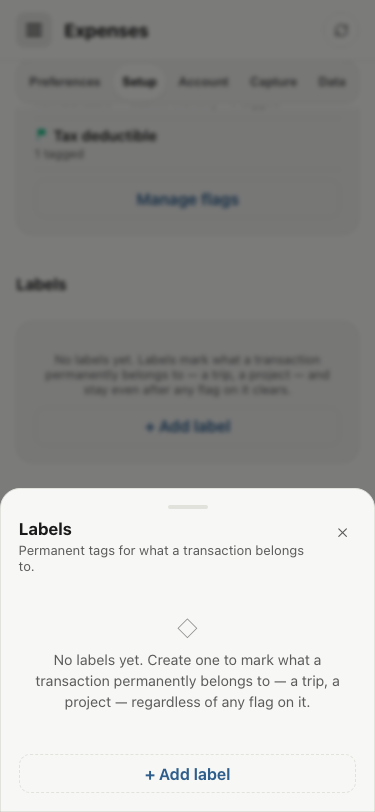 Expenses
Preferences Setup Account Capture Data
Tax deductible
1 tagged
Manage flags
Labels
No labels yet. Labels mark what a transaction
permanently belongs to — a trip, a project — and
stay even after any flag on it clears.
+ Add label
Labels
Permanent tags for what a transaction belongs
to.
No labels yet. Create one to mark what a
transaction permanently belongs to — a trip, a
project — regardless of any flag on it.
+ Add label